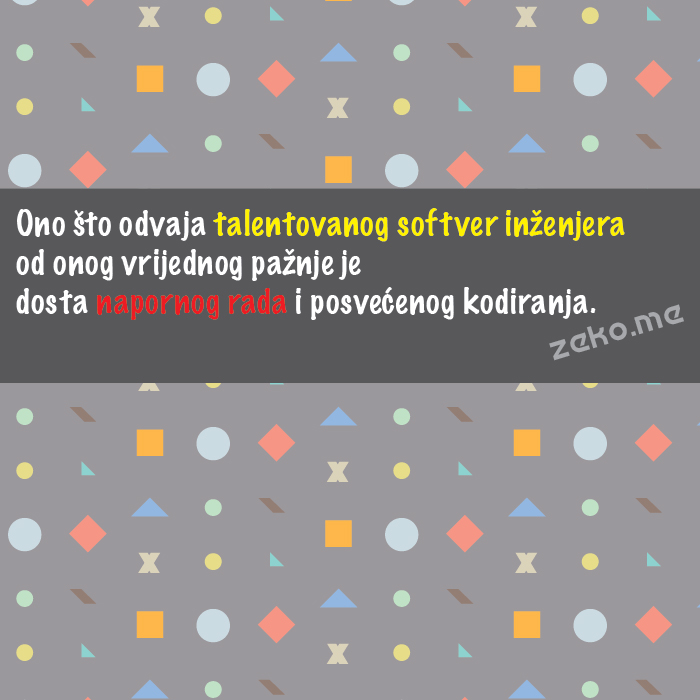 Ono što odvaja talentovanog softver inženjera
od onog vrijednog pažnje je
dosta napornog rada i posvećenog kodiranja.
zeko.me